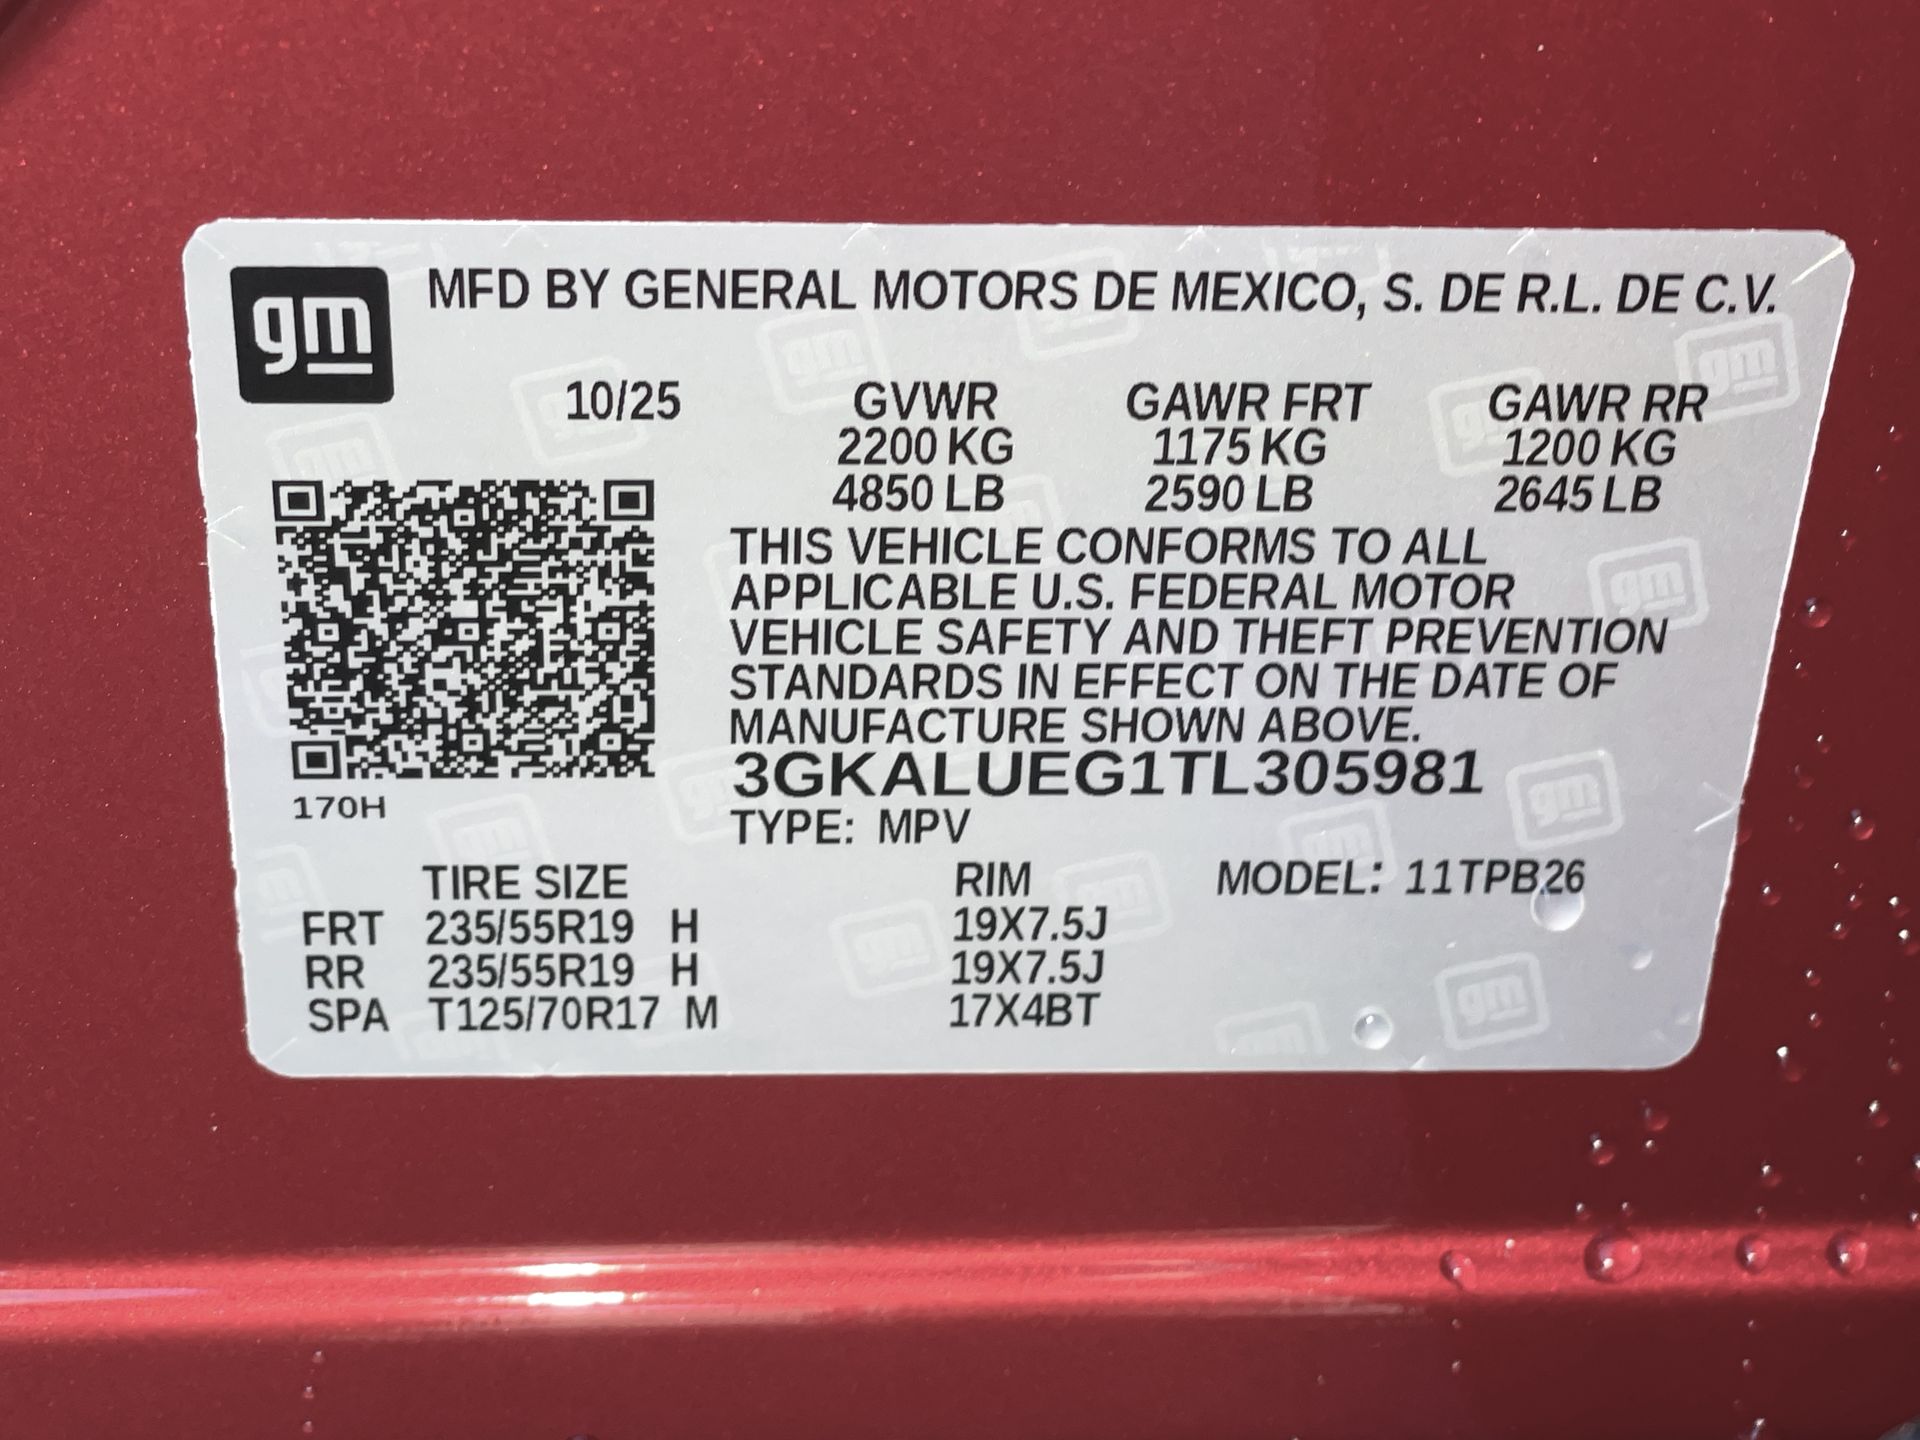 gm MFD BY GENERAL MOTORS DE MEXICO, S. DE R.L. DE C.V.
10/25 GVWR GAWR FRT GAWR RR
2200 KG 1175 KG 1200 KG
4850 LB 2590 LB 2645 LB
THIS VEHICLE CONFORMS TO ALL
APPLICABLE U.S. FEDERAL MOTOR
VEHICLE SAFETY AND THEFT PREVENTION
STANDARDS IN EFFECT ON THE DATE OF
MANUFACTURE SHOWN ABOVE.
3GKALUEG1TL305981
170H
TYPE: MPV
TIRE SIZE RIM MODEL: 11TPB26
FRT 235/55R19 H 19X7.5J
RR 235/55R19 H 19X7.5J
SPA T125/70R17 M 17X4BT